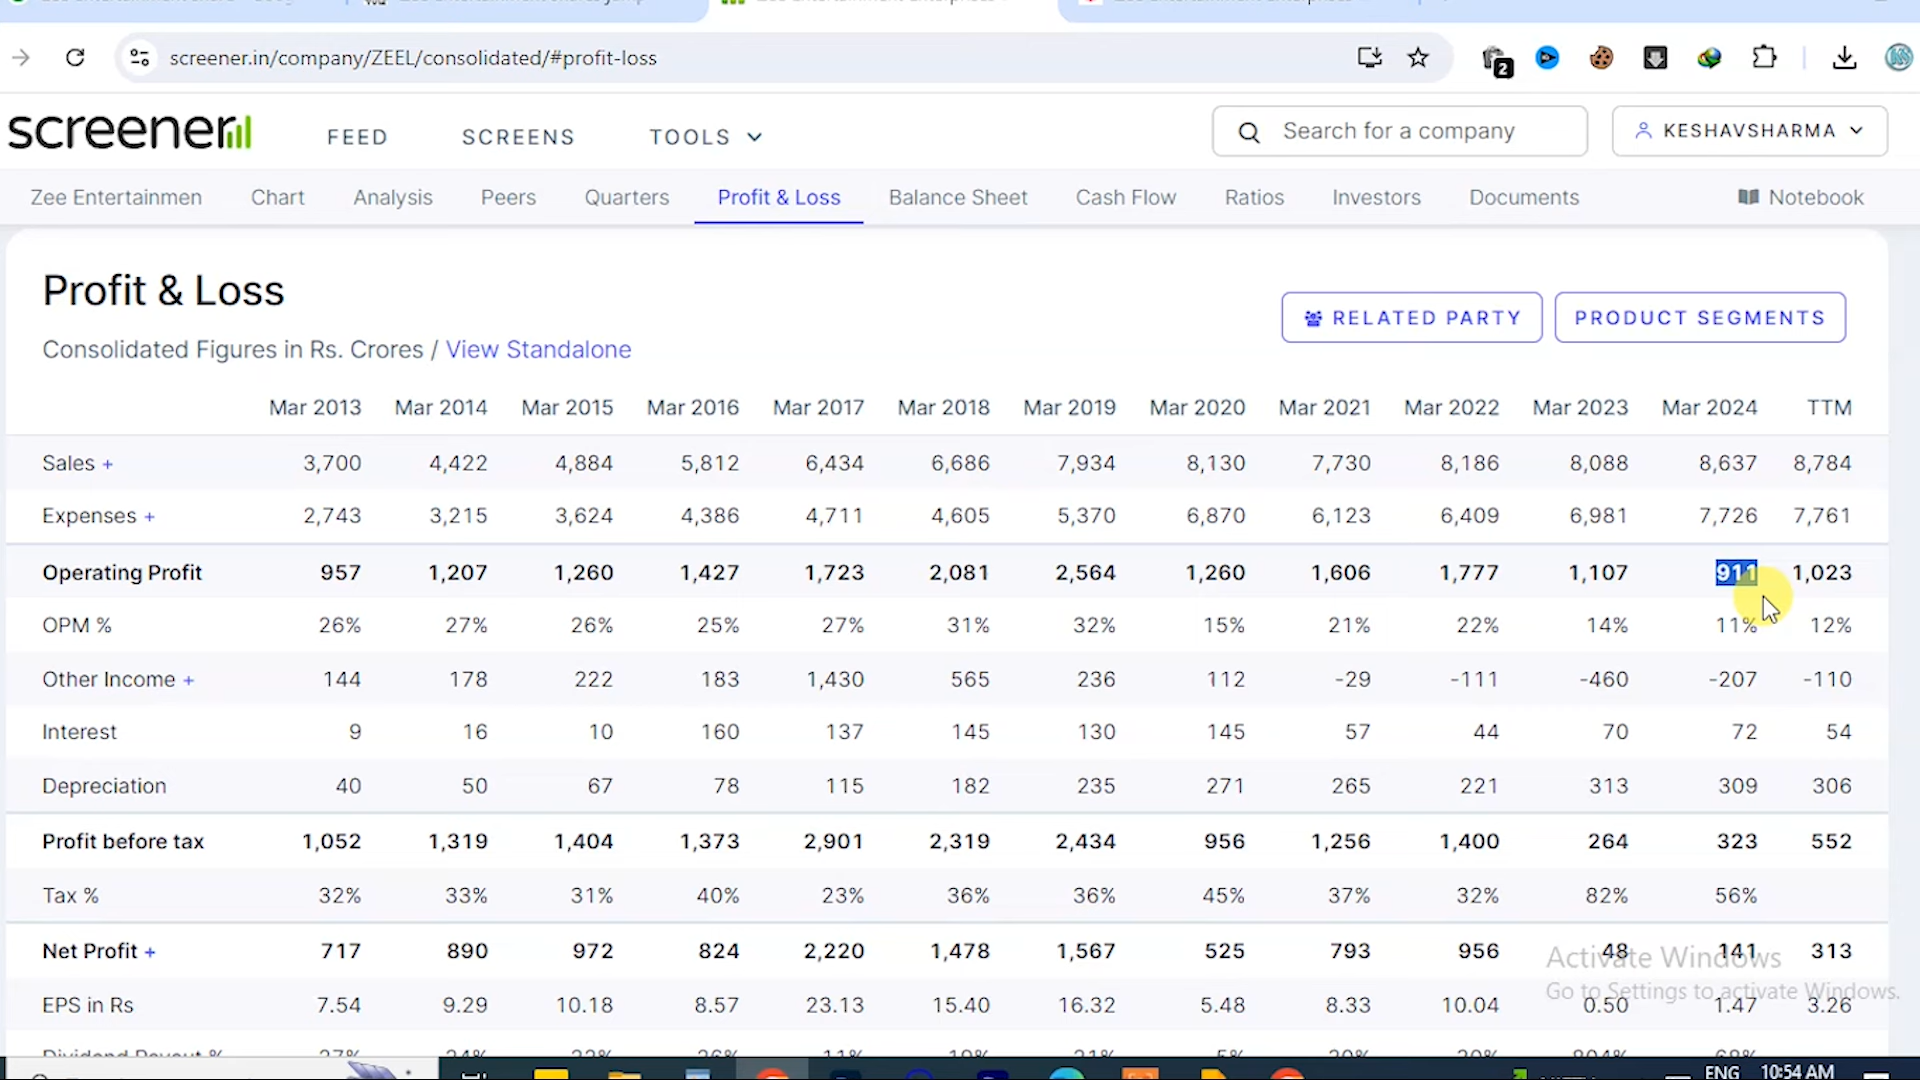 screener.in/company/ZEEL/consolidated/#profit-loss
2
screener
FEED SCREENS TOOLS
Search for a company
KESHAVSHARMA
Zee Entertainmen Chart Analysis Peers Quarters Profit & Loss Balance Sheet Cash Flow Ratios Investors Documents Notebook
Profit & Loss
RELATED PARTY PRODUCT SEGMENTS
Consolidated Figures in Rs. Crores / View Standalone
Mar 2013 Mar 2014 Mar 2015 Mar 2016 Mar 2017 Mar 2018 Mar 2019 Mar 2020 Mar 2021 Mar 2022 Mar 2023 Mar 2024 TTM
Sales + 3,700 4,422 4,884 5,812 6,434 6,686 7,934 8,130 7,730 8,186 8,088 8,637 8,784
Expenses + 2,743 3,215 3,624 4,386 4,711 4,605 5,370 6,870 6,123 6,409 6,981 7,726 7,761
Operating Profit 957 1,207 1,260 1,427 1,723 2,081 2,564 1,260 1,606 1,777 1,107 911 1,023
OPM % 26% 27% 26% 25% 27% 31% 32% 15% 21% 22% 14% 11% 12%
Other Income + 144 178 222 183 1,430 565 236 112 -29 -111 -460 -207 -110
Interest 9 16 10 160 137 145 130 145 57 44 70 72 54
Depreciation 40 50 67 78 115 182 235 271 265 221 313 309 306
Profit before tax 1,052 1,319 1,404 1,373 2,901 2,319 2,434 956 1,256 1,400 264 323 552
Tax % 32% 33% 31% 40% 23% 36% 36% 45% 37% 32% 82% 56%
Net Profit + 717 890 972 824 2,220 1,478 1,567 525 793 956 48 141 313
Activate Windows
Go to Settings to activate Windows.
EPS in Rs 7.54 9.29 10.18 8.57 23.13 15.40 16.32 5.48 8.33 10.04 0.50 1.47 3.26
ENG 10:54 AM